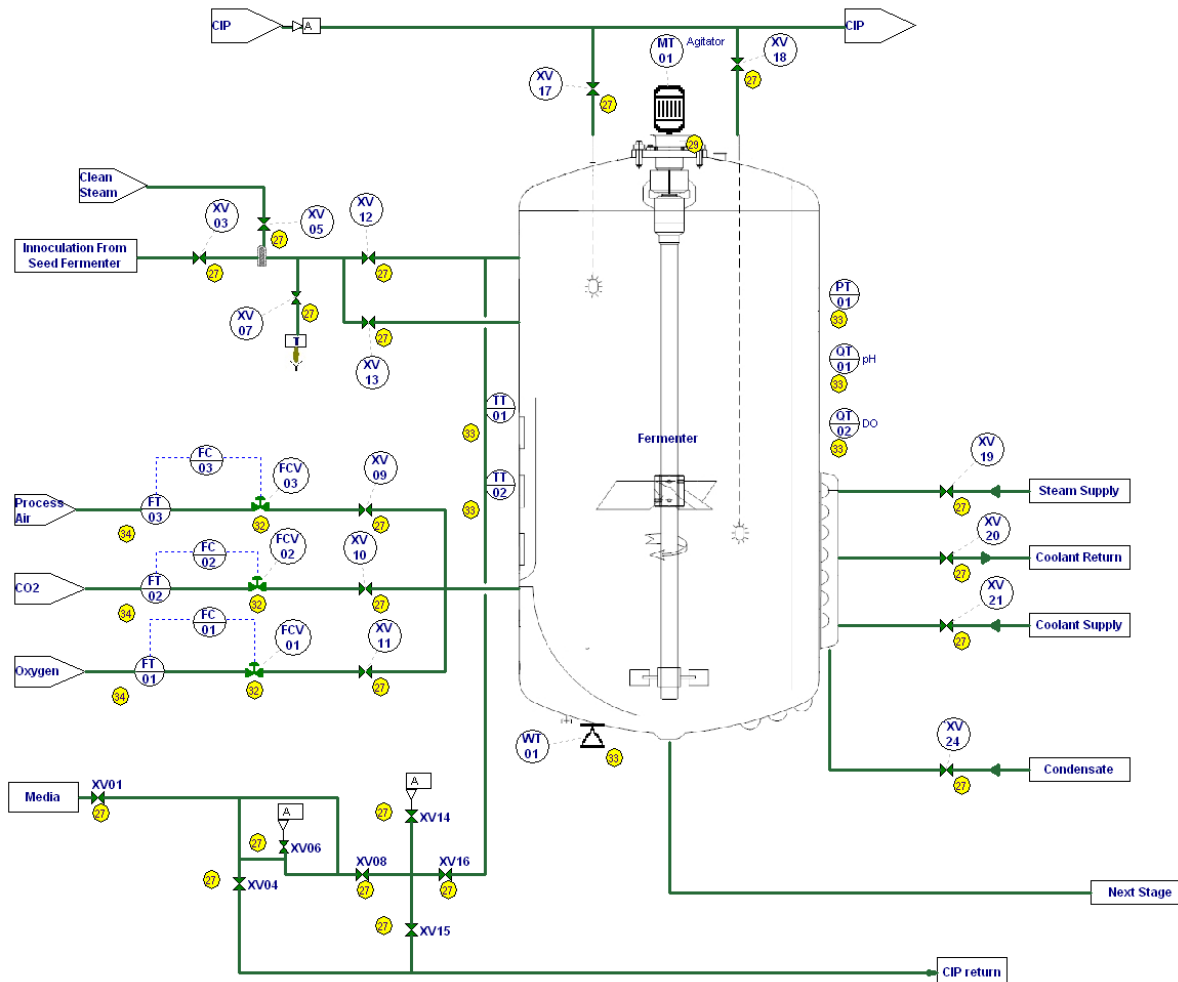 CIP
A
CIP
MT
01
Agitator
XV
18
27
XV
17
27
29
Clean
Steam
XV
03
XV
05
XV
12
27
Innoculation From
Seed Fermenter
27
27
XV
07
27
T
27
XV
13
PT
01
33
QT
01
pH
33
QT
02
DO
33
TT
01
33
TT
02
33
Fermenter
FC
03
FCV
03
XV
09
Process
Air
FT
03
34
32
27
FC
02
FCV
02
XV
10
CO2
FT
02
34
32
27
FC
01
FCV
01
XV
11
Oxygen
FT
01
34
32
27
XV
19
Steam Supply
27
XV
20
Coolant Return
27
XV
21
Coolant Supply
27
WT
01
33
XV
24
Condensate
27
Media
XV01
27
A
27
XV06
A
27
XV14
27
XV04
XV08
27
XV16
27
27
XV15
Next Stage
CIP return